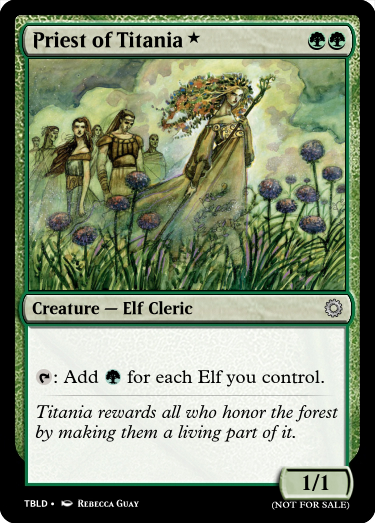 Priest of Titania ★
Creature — Elf Cleric
: Add for each Elf you control.
Titania rewards all who honor the forest
by making them a living part of it.
1/1
TBLD • Rebecca Guay
(NOT FOR SALE)